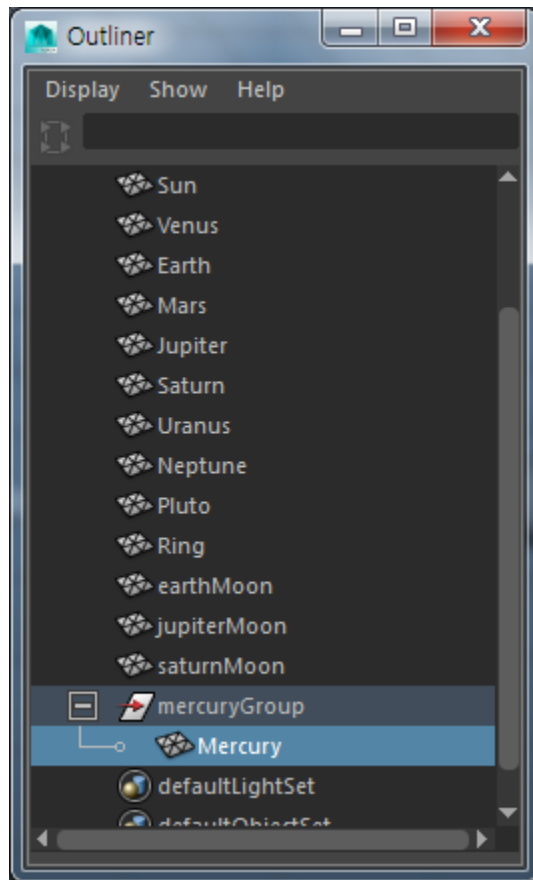 Outliner
Display Show Help
Sun
Venus
Earth
Mars
Jupiter
Saturn
Uranus
Neptune
Pluto
Ring
earthMoon
jupiterMoon
saturnMoon
mercuryGroup
Mercury
defaultLightSet
defaultObjectSet